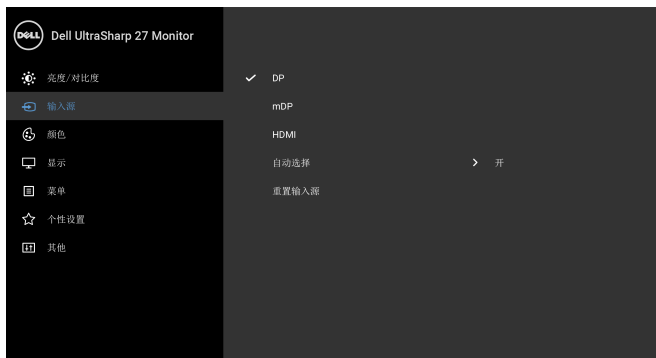 DELL Dell UltraSharp 27 Monitor
亮度/对比度
DP
输入源
mDP
颜色
HDMI
显示
自动选择 开
菜单
重置输入源
个性设置
其他